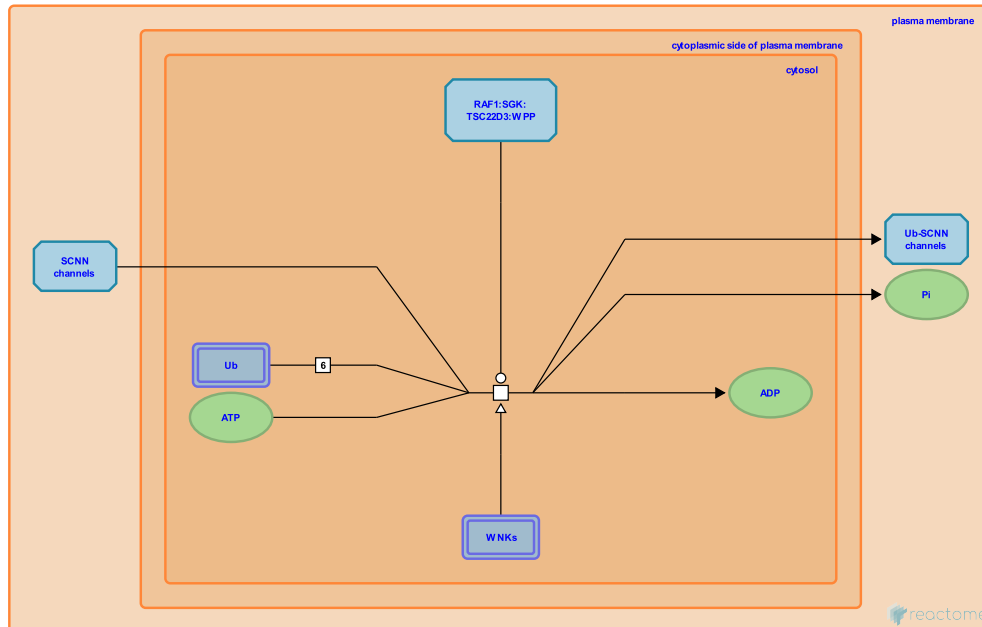 plasma membrane
cytoplasmic side of plasma membrane
cytosol
RAF1:SGK:
TSC22D3:WPP
SCNN
channels
Ub-SCNN
channels
Pi
Ub
6
ATP
ADP
WNKs
reactome